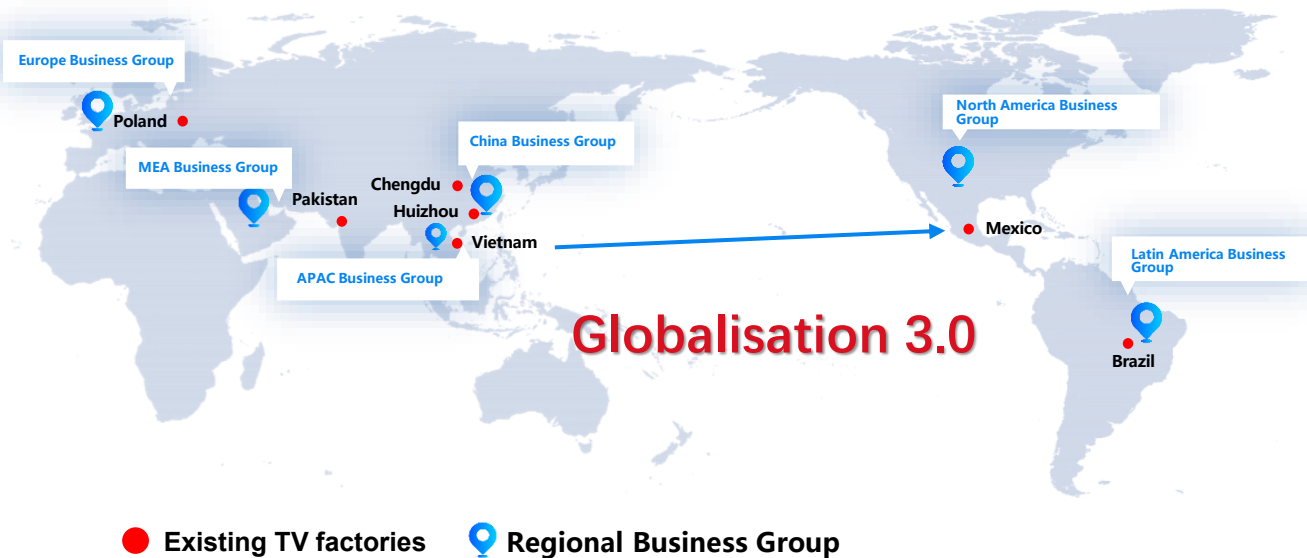 Europe Business Group
Poland
MEA Business Group
Pakistan
China Business Group
Chengdu
Huizhou
Vietnam
APAC Business Group
North America Business
Group
Mexico
Latin America Business
Group
Brazil
Globalisation 3.0
Existing TV factories
Regional Business Group